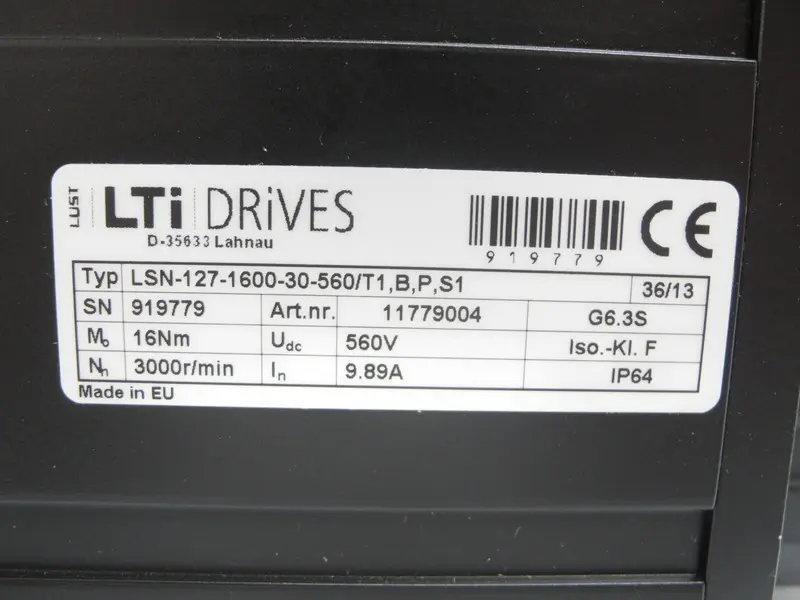 LUST LTi DRiVES
D-35633 Lahnau
919779
CE
Typ LSN-127-1600-30-560/T1,B,P,S1 36/13
SN 919779 Art.nr. 11779004 G6.3S
M₀ 16Nm Udc 560V Iso.-Kl. F
Nn 3000r/min In 9.89A IP64
Made in EU